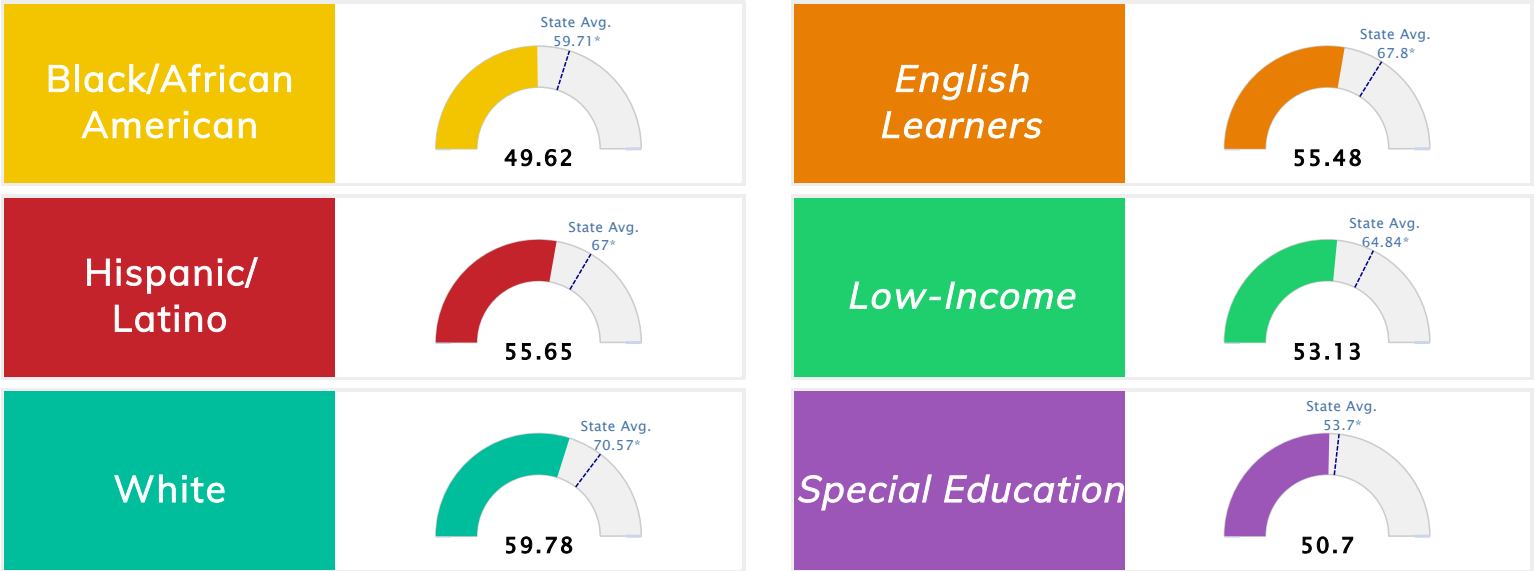 Black/African
American
State Avg.
59.71*
49.62
English
Learners
State Avg.
67.8*
55.48
Hispanic/
Latino
State Avg.
67*
55.65
Low-Income
State Avg.
64.84*
53.13
White
State Avg.
70.57*
59.78
Special Education
State Avg.
53.7*
50.7